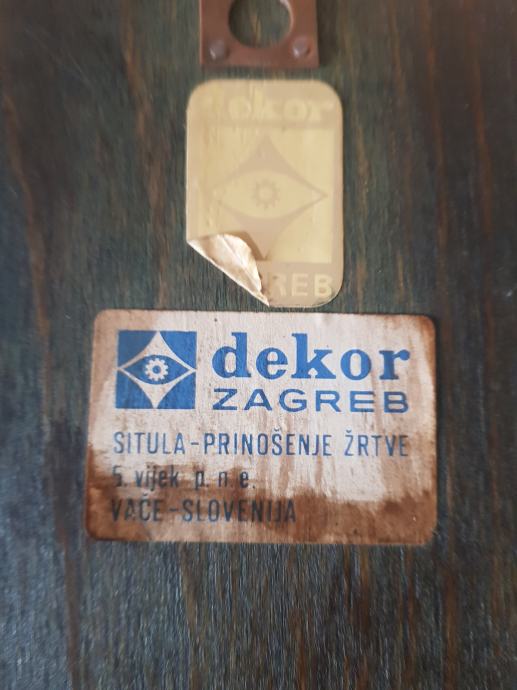 dekor
REB
dekor
ZAGREB
SITULA-PRINOŠENJE ŽRTVE
5. vijek p. n. e.
VAČE-SLOVENIJA